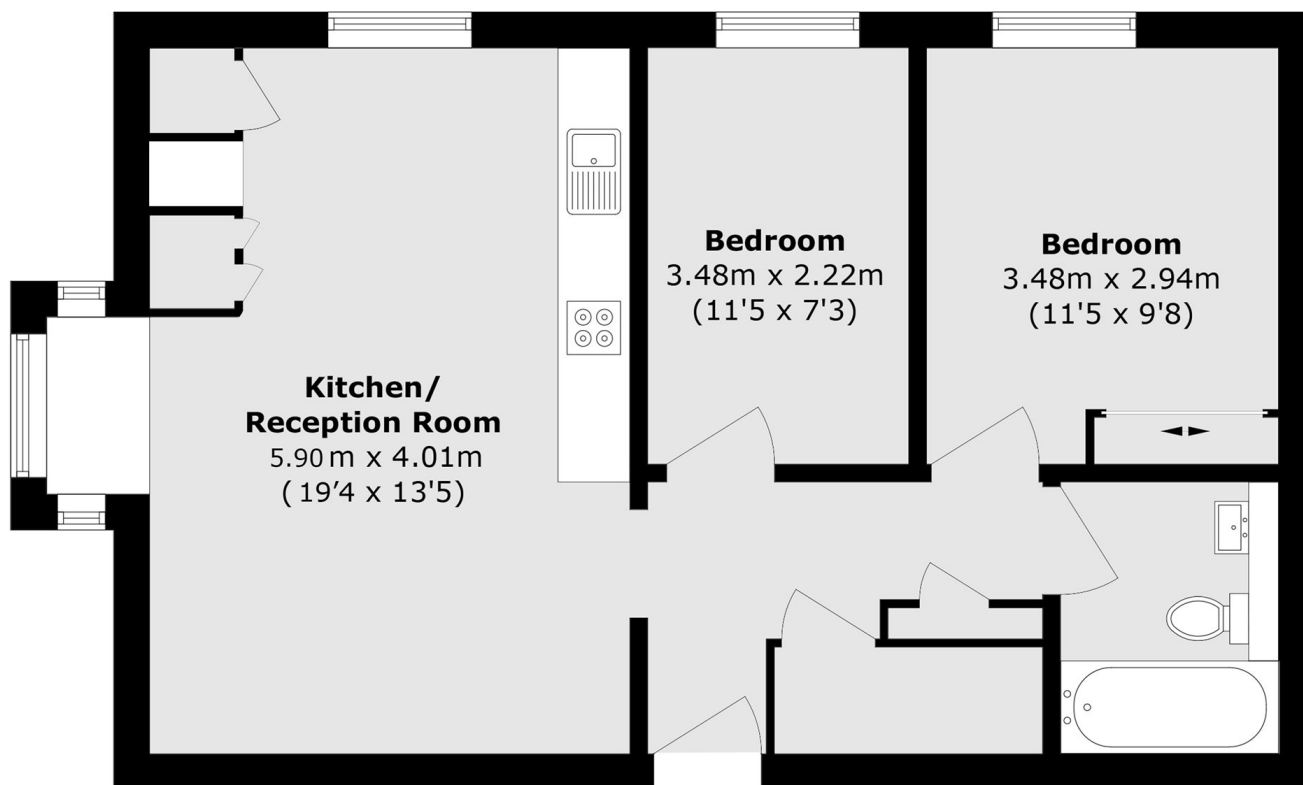 Kitchen/
Reception Room
5.90m x 4.01m
(19’4 x 13'5)
Bedroom
3.48m x 2.22m
(11'5 x 7'3)
Bedroom
3.48m x 2.94m
(11'5 x 9'8)